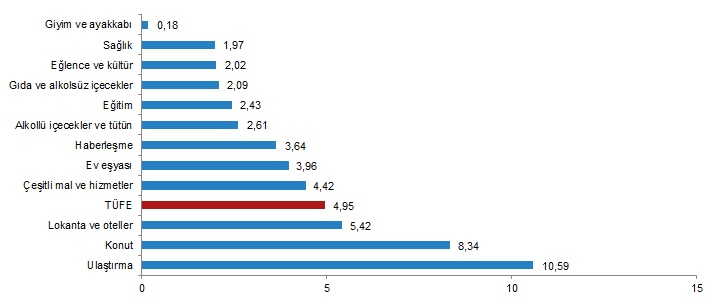 Giyim ve ayakkabı 0,18
Sağlık 1,97
Eğlence ve kültür 2,02
Gıda ve alkolsüz içecekler 2,09
Eğitim 2,43
Alkollü içecekler ve tütün 2,61
Haberleşme 3,64
Ev eşyası 3,96
Çeşitli mal ve hizmetler 4,42
TÜFE 4,95
Lokanta ve oteller 5,42
Konut 8,34
Ulaştırma 10,59
0 5 10 15